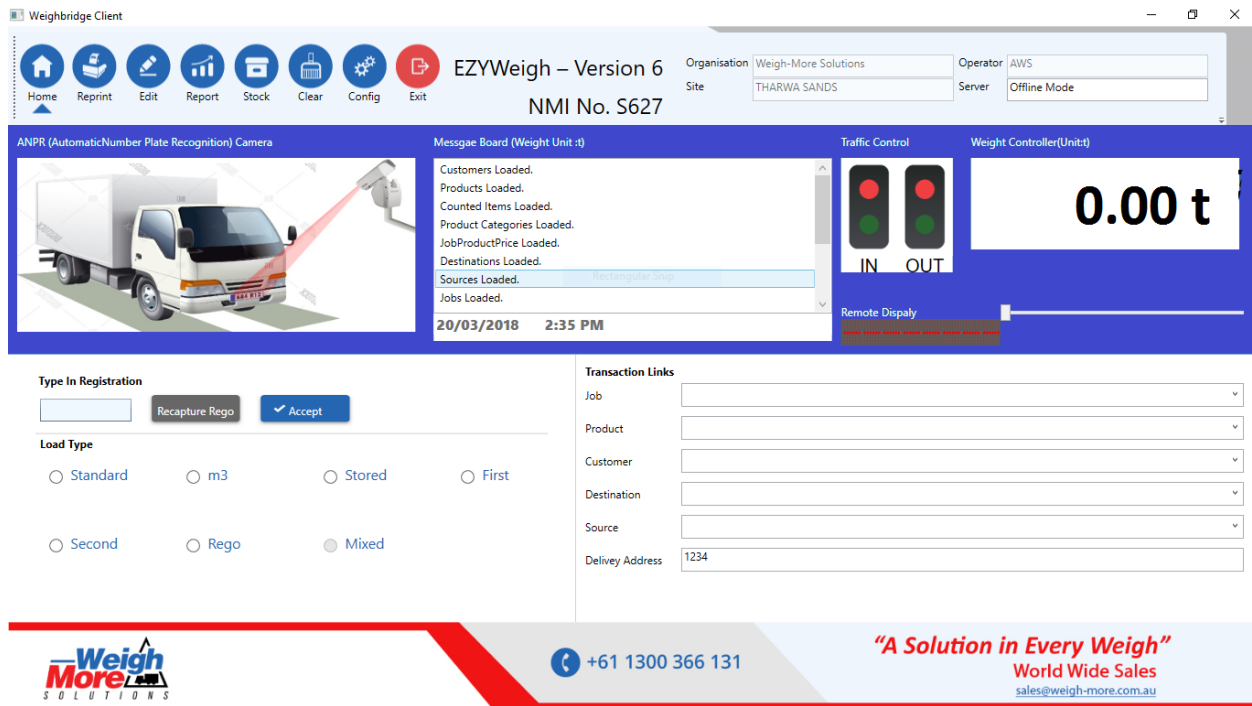 Weighbridge Client
Home
Reprint
Edit
Report
Stock
Clear
Config
Exit
EZYWeigh – Version 6
NMI No. S627
Organisation
Weigh-More Solutions
Operator
AWS
Site
THARWA SANDS
Server
Offline Mode
ANPR (AutomaticNumber Plate Recognition) Camera
Messgae Board (Weight Unit :t)
Traffic Control
Weight Controller(Unit:t)
Customers Loaded.
Products Loaded.
Counted Items Loaded.
Product Categories Loaded.
JobProductPrice Loaded.
Destinations Loaded.
Sources Loaded.
Rectangular Snip
Jobs Loaded.
20/03/2018 2:35 PM
IN OUT
0.00 t
Remote Dispaly
Type In Registration
Recapture Rego
Accept
Load Type
Standard
m3
Stored
First
Second
Rego
Mixed
Transaction Links
Job
Product
Customer
Destination
Source
Delivey Address
1234
Weigh
More
SOLUTIONS
+61 1300 366 131
“A Solution in Every Weigh”
World Wide Sales
sales@weigh-more.com.au